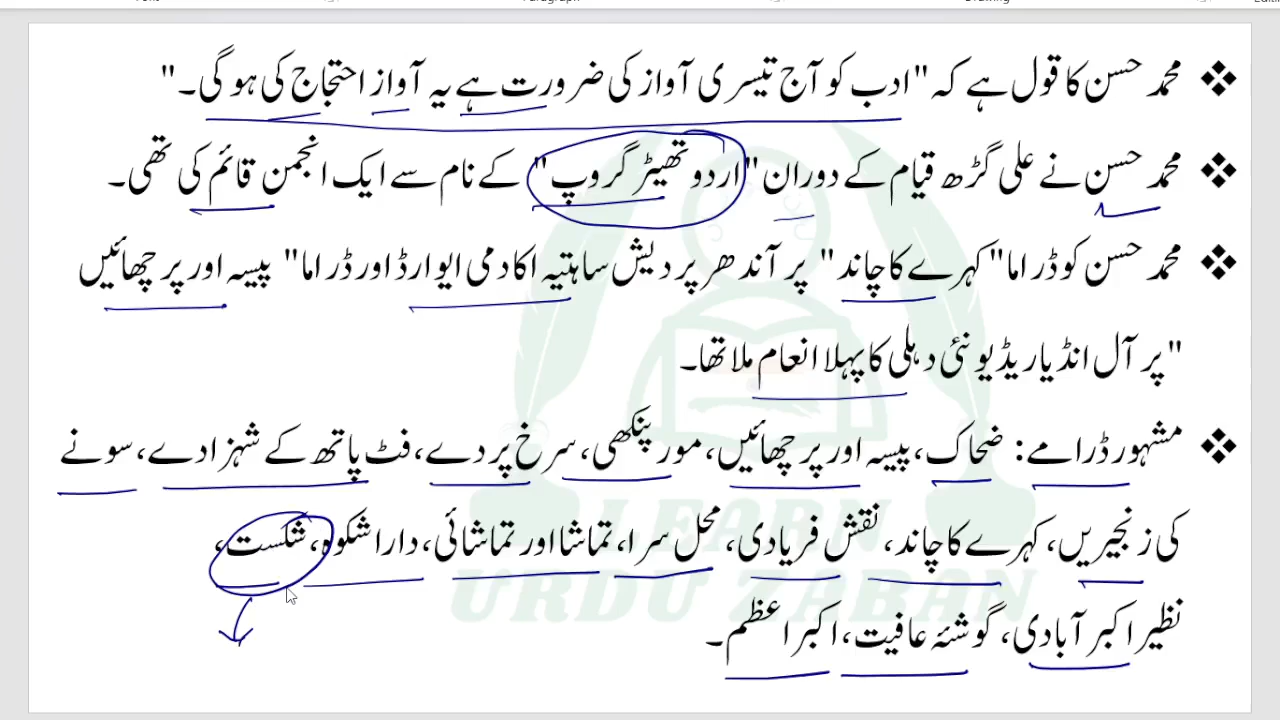 ❖ محمد حسن کا قول ہے کہ "ادب کو آج تیسری آواز کی ضرورت ہے یہ آواز احتجاج کی ہوگی۔"
❖ محمد حسن نے علی گڑھ قیام کے دوران "اردو تھیٹر گروپ" کے نام سے ایک انجمن قائم کی تھی۔
❖ محمد حسن کو ڈراما "کہرے کا چاند" پر آندھر پردیش ساہتیہ اکادمی ایوارڈ اور ڈراما" پیسہ اور پرچھائیں
" پر آل انڈیا ریڈیو نئی دہلی کا پہلا انعام ملا تھا۔
❖ مشہور ڈرامے: ضحاک، پیسہ اور پرچھائیں، مور پنکھی، سرخ پردے، فٹ پاتھ کے شہزادے، سونے
کی زنجیریں، کہرے کا چاند، نقش فریادی، محل سرا، تماشا اور تماشائی، دارا شکوہ، شکست،
نظیر اکبر آبادی، گوشۂ عافیت، اکبر اعظم۔
LEARN
URDU ZABAN